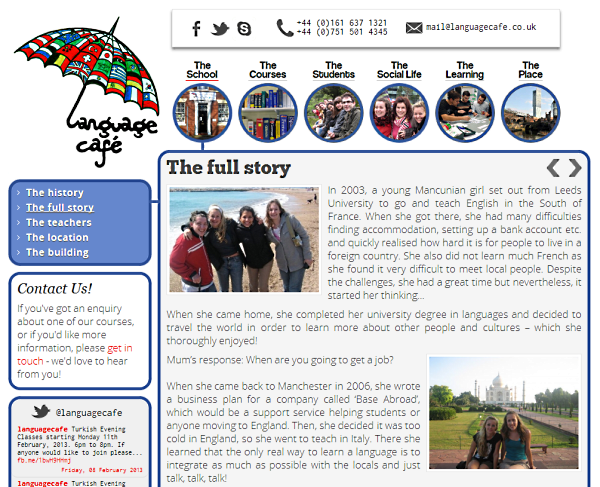 language
café
+44 (0)161 637 1321
+44 (0)751 501 4345
mail@languagecafe.co.uk
The
School
The
Courses
The
Students
The
Social Life
The
Learning
The
Place
The history
The full story
The teachers
The location
The building
Contact Us!
If you've got an enquiry
about one of our courses,
or if you'd like more
information, please get in
touch - we'd love to hear
from you!
@languagecafe
languagecafe Turkish Evening
Classes starting Monday 11th
February, 2013. 6pm to 8pm. If
anyone would like to join please...
Friday, 08 February 2013
languagecafe Turkish Evening
The full story
In 2003, a young Mancunian girl set out from Leeds
University to go and teach English in the South of
France. When she got there, she had many difficulties
finding accommodation, setting up a bank account etc.
and quickly realised how hard it is for people to live in a
foreign country. She also did not learn much French as
she found it very difficult to meet local people. Despite
the challenges, she had a great time but nevertheless, it
started her thinking...
When she came home, she completed her university degree in languages and decided to
travel the world in order to learn more about other people and cultures – which she
thoroughly enjoyed!
Mum's response: When are you going to get a job?
When she came back to Manchester in 2006, she wrote
a business plan for a company called 'Base Abroad',
which would be a support service helping students or
anyone moving to England. Then, she decided it was too
cold in England, so she went to teach in Italy. There she
learned that the only real way to learn a language is to
integrate as much as possible with the locals and just
talk, talk, talk!